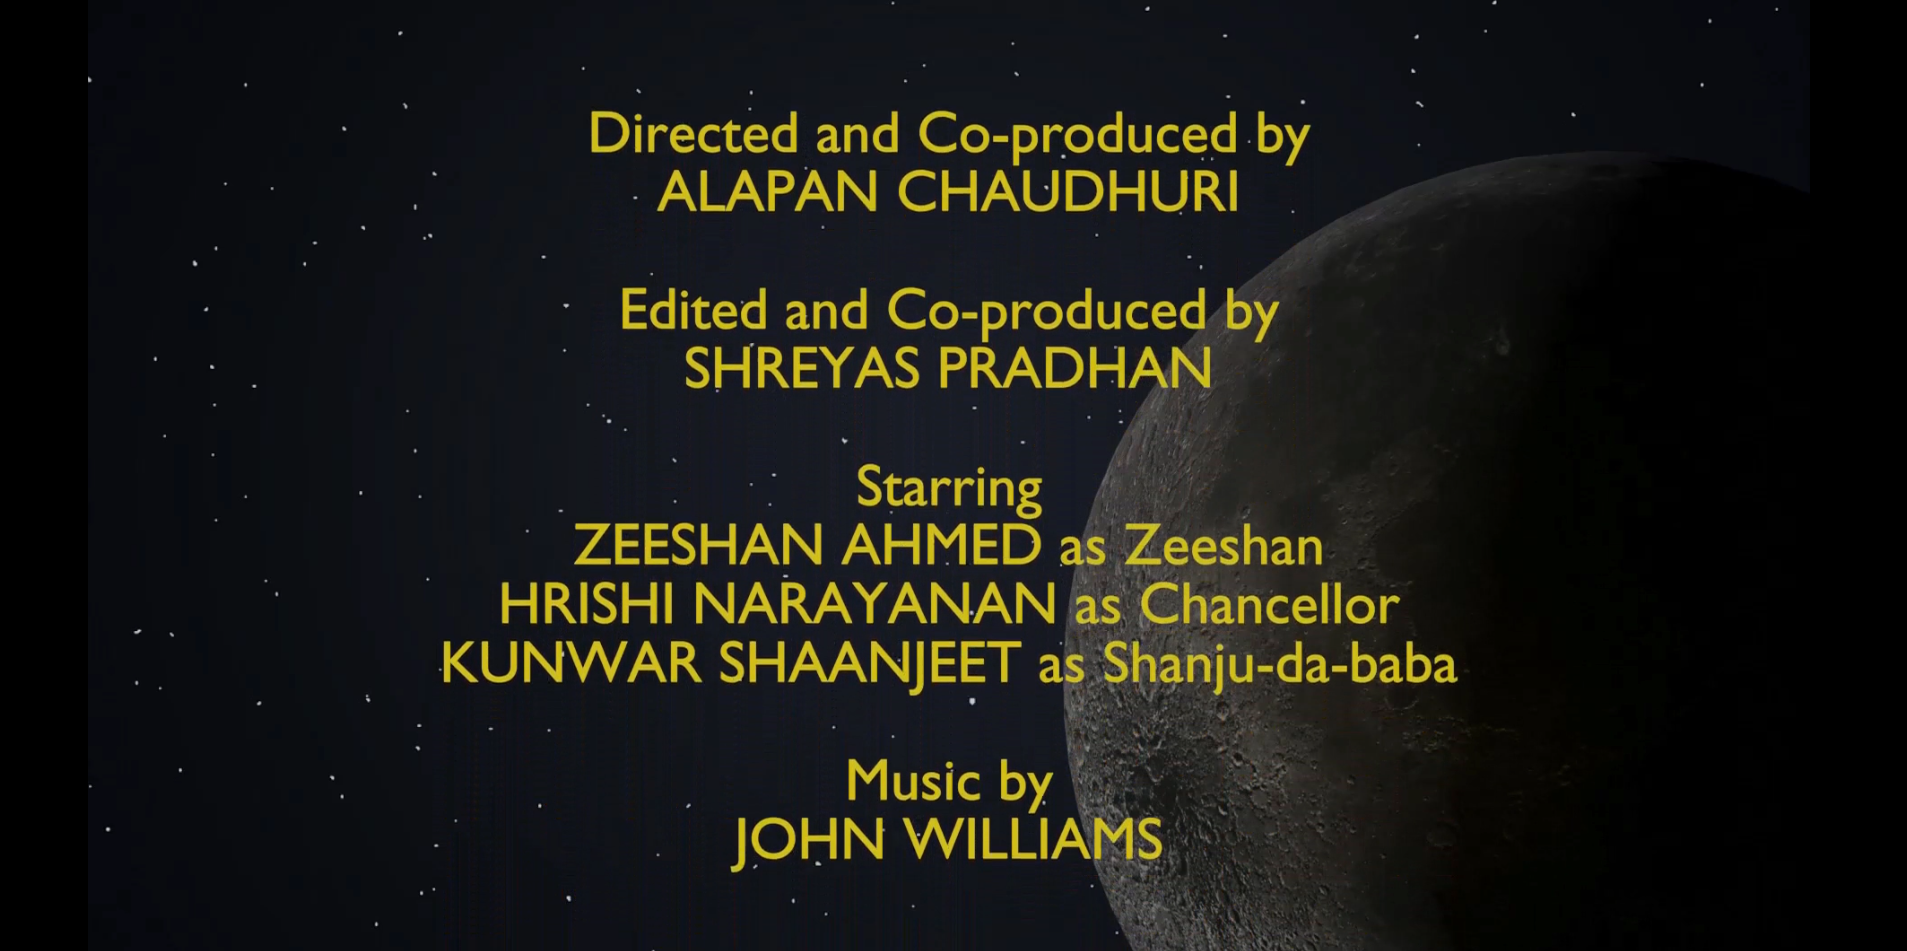 Directed and Co-produced by
ALAPAN CHAUDHURI
Edited and Co-produced by
SHREYAS PRADHAN
Starring
ZEESHAN AHMED as Zeeshan
HRISHI NARAYANAN as Chancellor
KUNWAR SHAANJEET as Shanju-da-baba
Music by
JOHN WILLIAMS